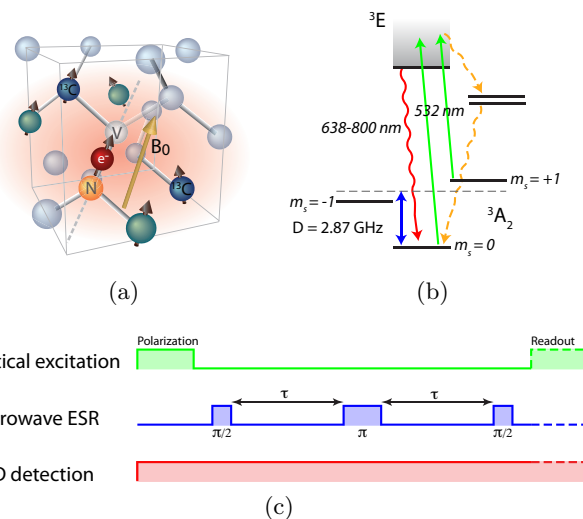 ¹³C
V
B₀
e⁻
N
¹³C
(a)
³E
532 nm
638-800 nm
mₛ = +1
mₛ = -1
³A₂
D = 2.87 GHz
mₛ = 0
(b)
Polarization
Readout
tical excitation
τ
τ
rowave ESR
π/2
π
π/2
D detection
(c)